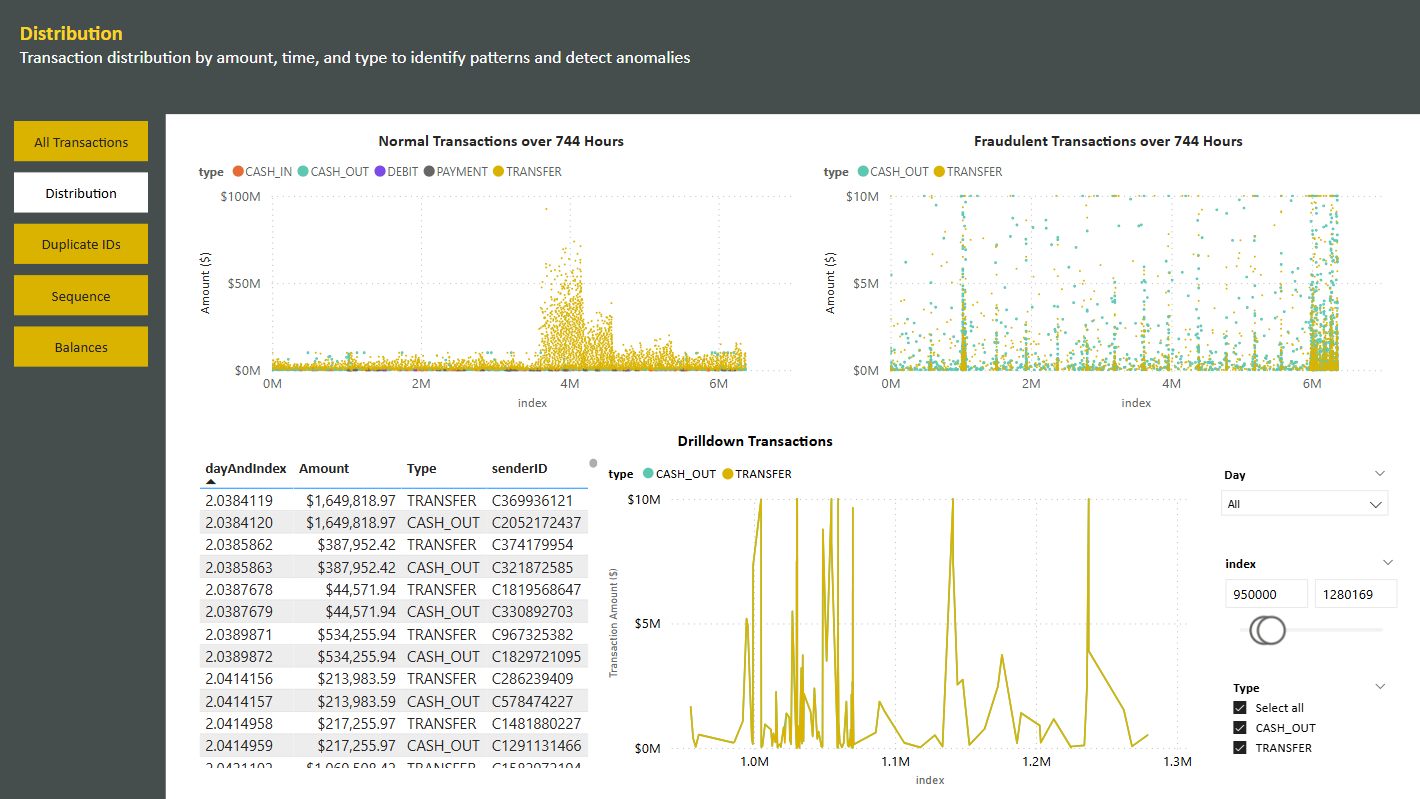 Distribution
Transaction distribution by amount, time, and type to identify patterns and detect anomalies
All Transactions
Distribution
Duplicate IDs
Sequence
Balances
Normal Transactions over 744 Hours
type CASH_IN CASH_OUT DEBIT PAYMENT TRANSFER
$100M
$50M
$0M
Amount ($)
0M 2M 4M 6M
index
Fraudulent Transactions over 744 Hours
type CASH_OUT TRANSFER
$10M
$5M
$0M
Amount ($)
0M 2M 4M 6M
index
Drilldown Transactions
dayAndIndex Amount Type senderID
2.0384119 $1,649,818.97 TRANSFER C369936121
2.0384120 $1,649,818.97 CASH_OUT C2052172437
2.0385862 $387,952.42 TRANSFER C374179954
2.0385863 $387,952.42 CASH_OUT C321872585
2.0387678 $44,571.94 TRANSFER C1819568647
2.0387679 $44,571.94 CASH_OUT C330892703
2.0389871 $534,255.94 TRANSFER C967325382
2.0389872 $534,255.94 CASH_OUT C1829721095
2.0414156 $213,983.59 TRANSFER C286239409
2.0414157 $213,983.59 CASH_OUT C578474227
2.0414958 $217,255.97 TRANSFER C1481880227
2.0414959 $217,255.97 CASH_OUT C1291131466
TRANSFER
type CASH_OUT TRANSFER
$10M
$5M
$0M
Transaction Amount ($)
1.0M 1.1M 1.2M 1.3M
index
Day
All
index
950000 1280169
Type
Select all
CASH_OUT
TRANSFER